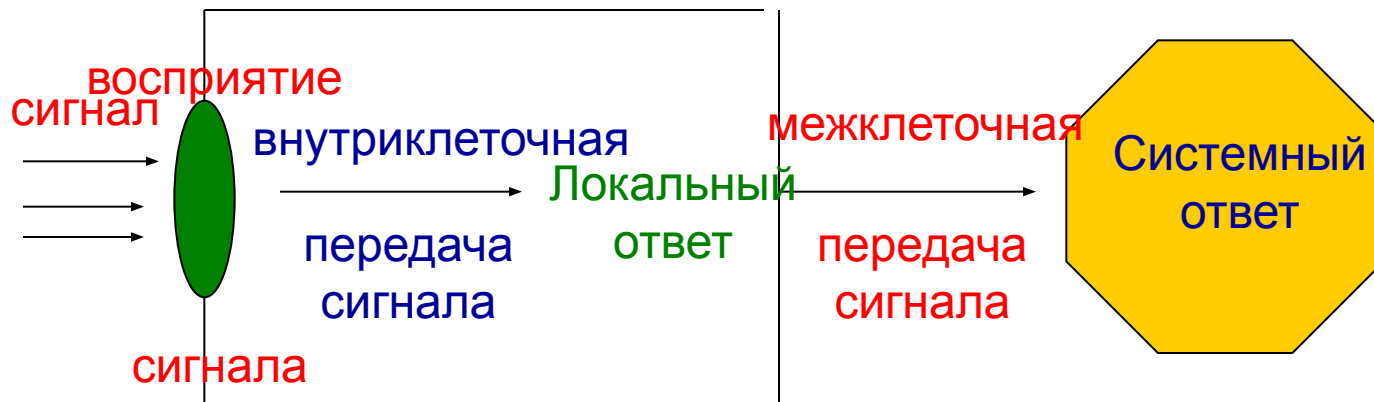 восприятие
сигнал
внутриклеточная
межклеточная
Системный
ответ
Локальный
ответ
передача
сигнала
передача
сигнала
сигнала